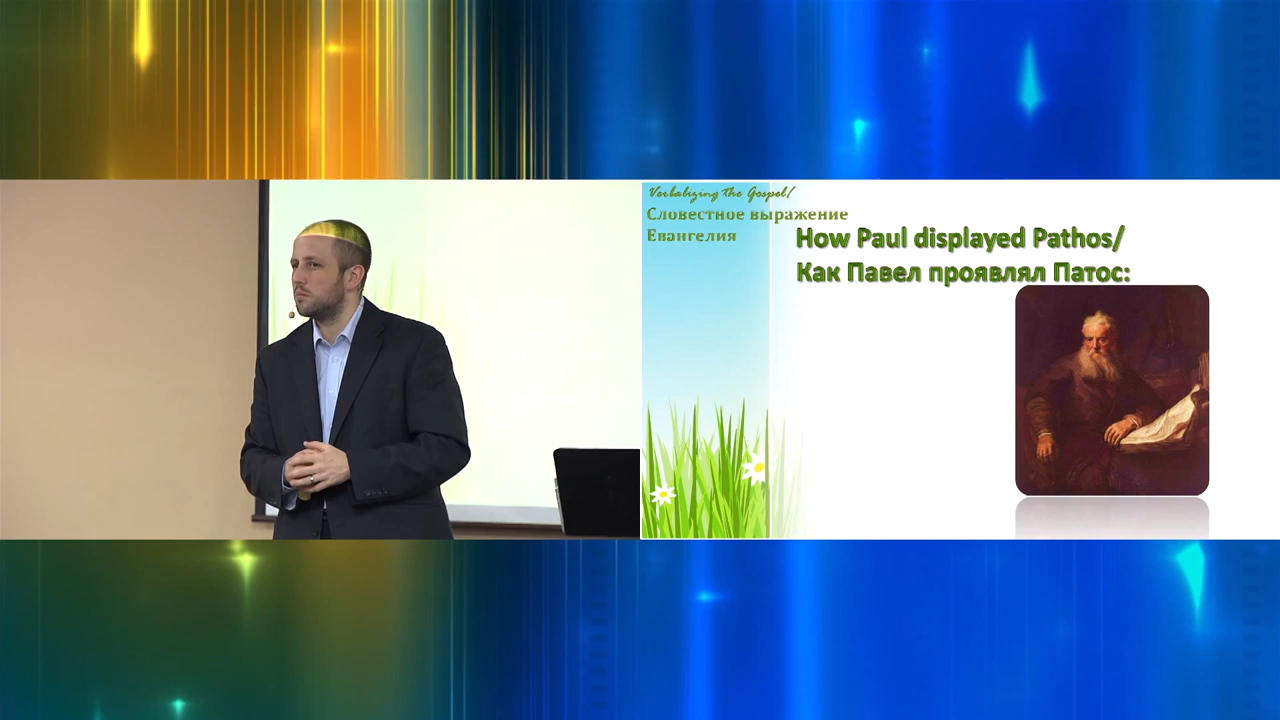 Verbalizing the Gospel/
Словестное выражение
Евангелия
How Paul displayed Pathos/
Как Павел проявлял Патос: